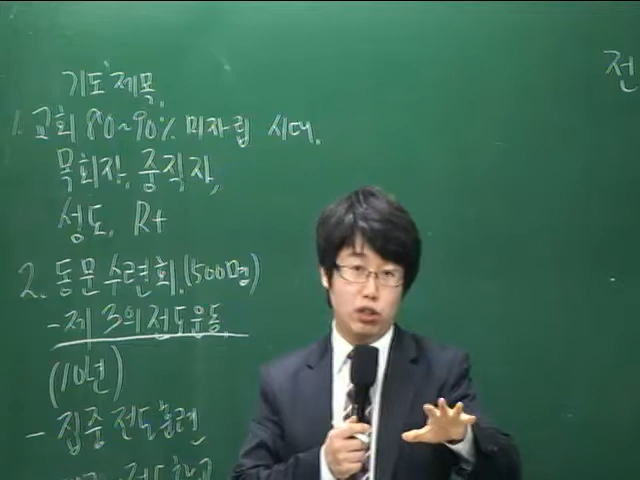 기도제목
1. 교회 80~90% 미자립 시대.
목회자, 중직자,
성도, R+
2. 동문수련회.(500명)
- 제 3의 전도운동
(10년)
- 집중 전도훈련
전